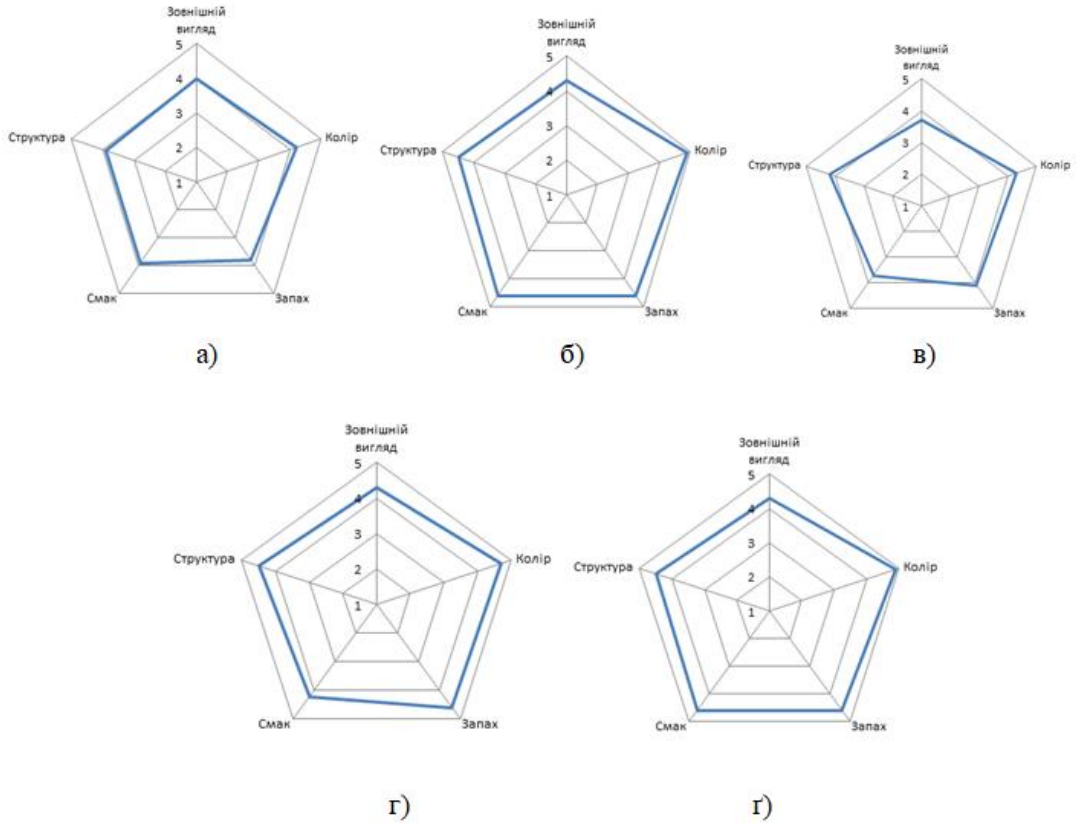 Зовнішній
вигляд
5
4
3
2
1
Структура
Колір
Смак
Запах
а)
Зовнішній
вигляд
5
4
3
2
1
Структура
Колір
Смак
Запах
б)
Зовнішній
вигляд
5
4
3
2
1
Структура
Колір
Смак
Запах
в)
Зовнішній
вигляд
5
4
3
2
1
Структура
Колір
Смак
Запах
г)
Зовнішній
вигляд
5
4
3
2
1
Структура
Колір
Смак
Запах
ґ)